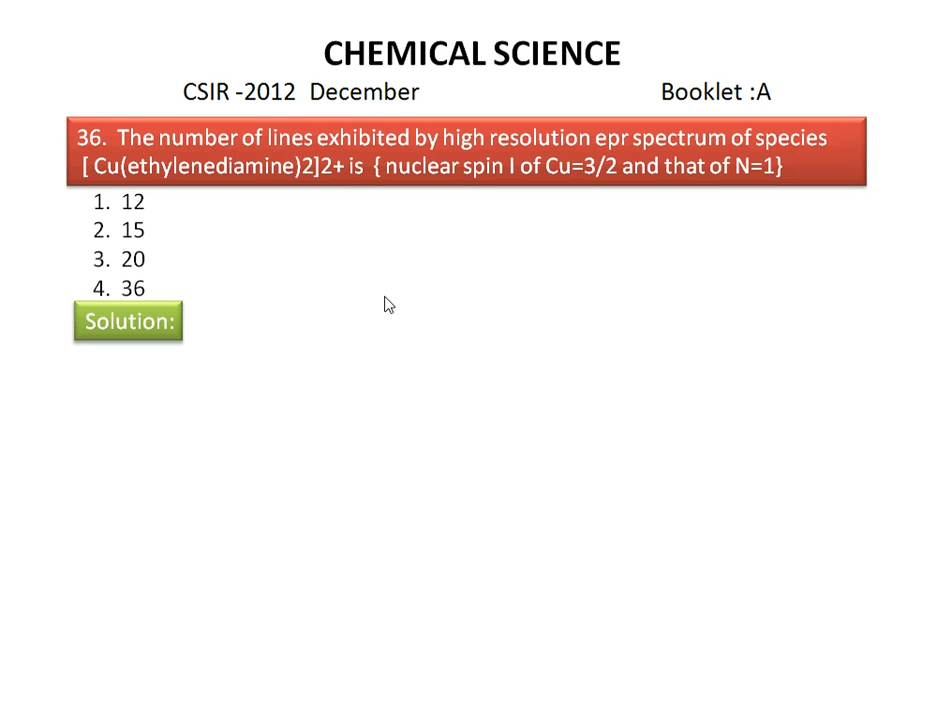 CHEMICAL SCIENCE
CSIR -2012 December Booklet :A
36. The number of lines exhibited by high resolution epr spectrum of species
[ Cu(ethylenediamine)2]2+ is { nuclear spin I of Cu=3/2 and that of N=1}
1. 12
2. 15
3. 20
4. 36
Solution: